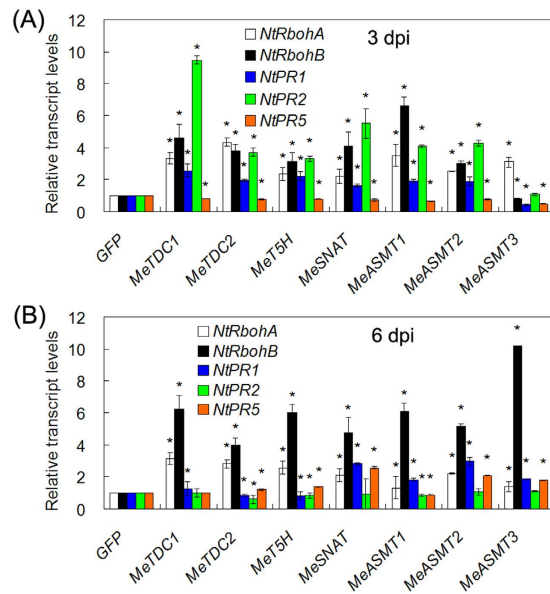 (A)
3 dpi
NtRbohA
NtRbohB
NtPR1
NtPR2
NtPR5
Relative transcript levels
12
10
8
6
4
2
0
* * * * *
* * * * *
* * * * *
* * * * *
* * * * *
* * * * *
* * * * *
GFP
MeTDC1
MeTDC2
MeT5H
MeSNAT
MeASMT1
MeASMT2
MeASMT3
(B)
6 dpi
NtRbohA
NtRbohB
NtPR1
NtPR2
NtPR5
Relative transcript levels
12
10
8
6
4
2
0
GFP
MeTDC1
MeTDC2
MeT5H
MeSNAT
MeASMT1
MeASMT2
MeASMT3